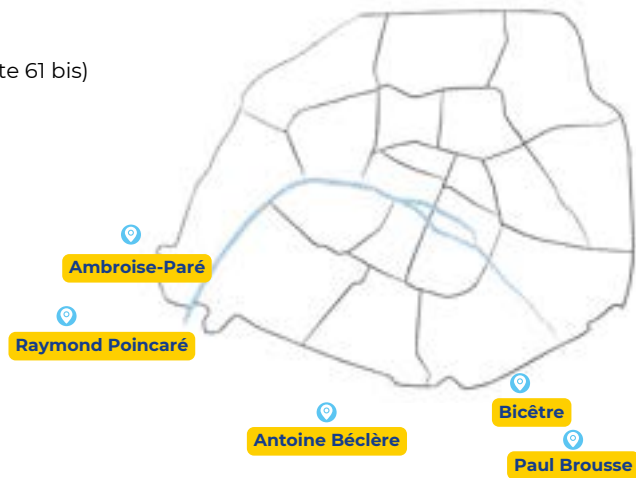 te 61 bis)
Ambroise-Paré
Raymond Poincaré
Bicêtre
Antoine Béclère
Paul Brousse